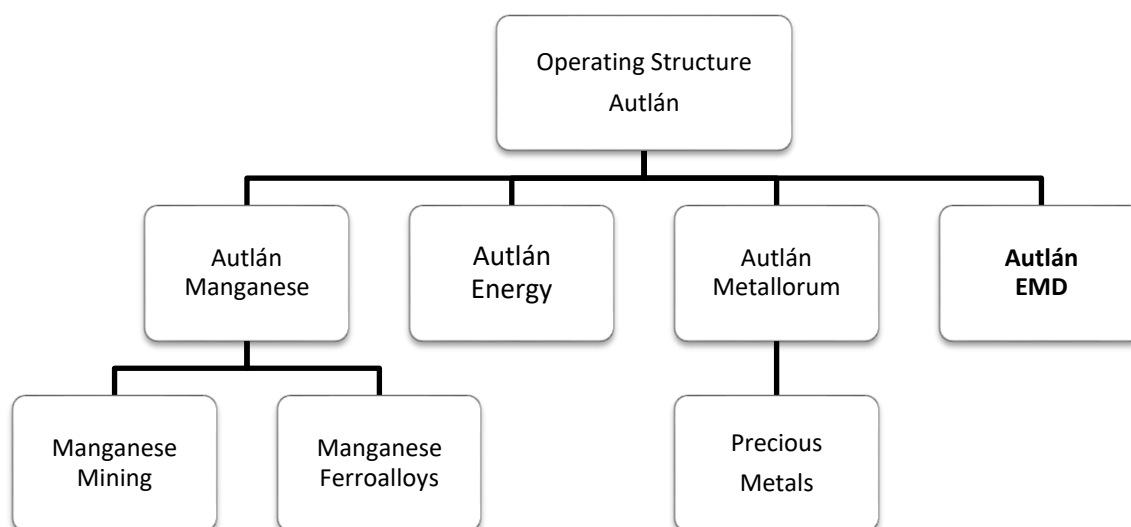 Operating Structure
Autlán
Autlán
Manganese
Autlán
Energy
Autlán
Metallorum
Autlán
EMD
Manganese
Mining
Manganese
Ferroalloys
Precious
Metals